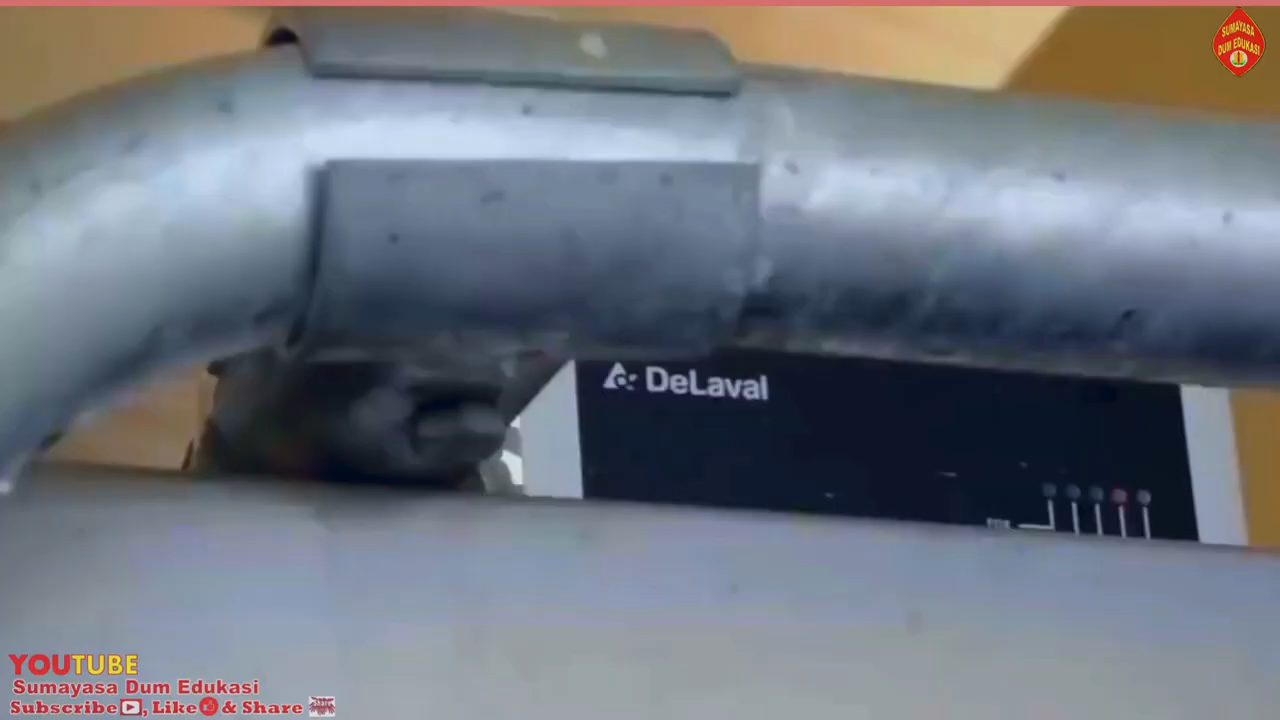 SUMAYASA
DUM EDUKASI
DeLaval
YOUTUBE
Sumayasa Dum Edukasi
Subscribe, Like & Share